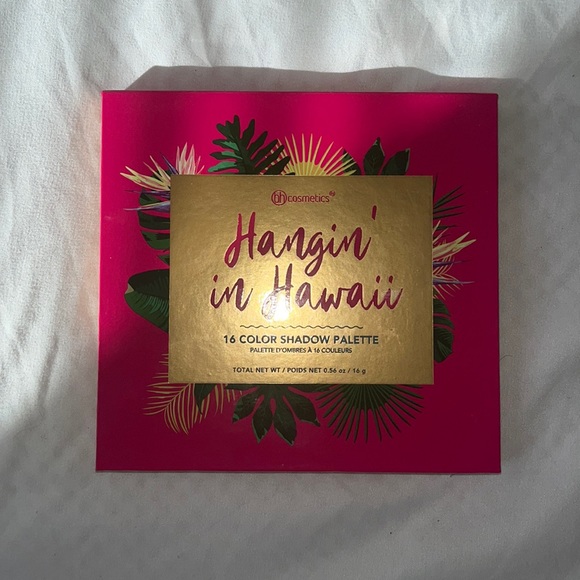 bh cosmetics
Hangin'
in Hawaii
16 COLOR SHADOW PALETTE
PALETTE D'OMBRES À 16 COULEURS
TOTAL NET WT / POIDS NET 0.56 oz / 16 g